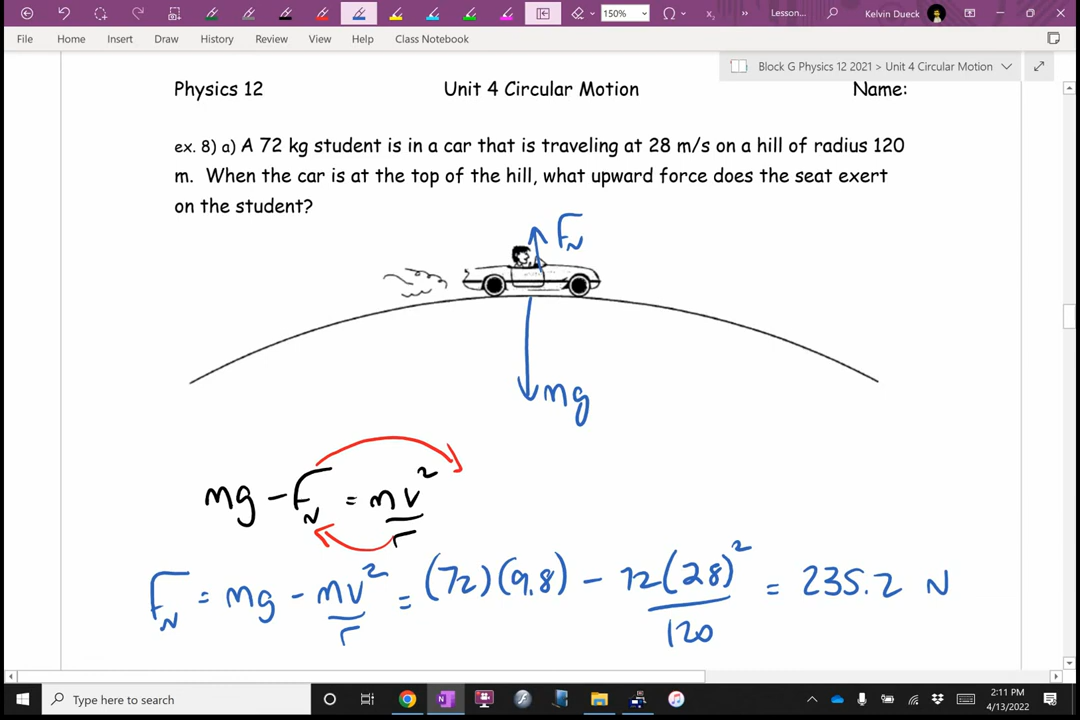 150%
x₂
Lesson...
Kelvin Dueck
File Home Insert Draw History Review View Help Class Notebook
Block G Physics 12 2021 > Unit 4 Circular Motion
Physics 12 Unit 4 Circular Motion Name:
ex. 8) a) A 72 kg student is in a car that is traveling at 28 m/s on a hill of radius 120
m. When the car is at the top of the hill, what upward force does the seat exert
on the student?
F_N
mg
mg - F_N = mv²/r
F_N = mg - mv²/r = (72)(9.8) - 72(28)²/120 = 235.2 N
Type here to search
2:11 PM
4/13/2022